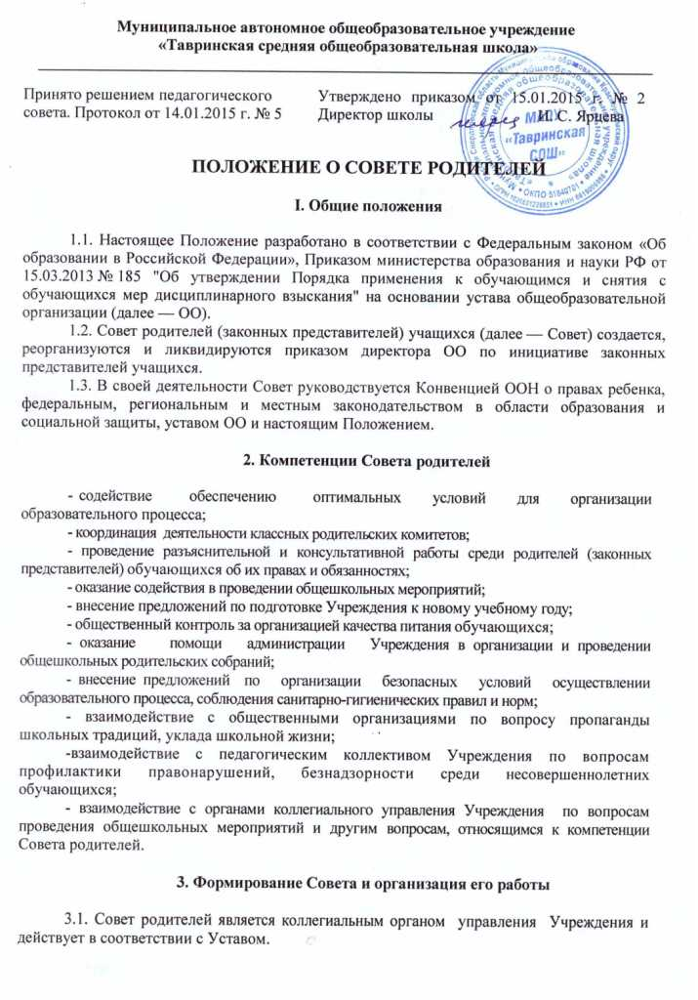 Муниципальное автономное общеобразовательное учреждение
«Тавринская средняя общеобразовательная школа»
Принято решением педагогического
совета. Протокол от 14.01.2015 г. № 5
Утверждено приказом от 15.01.2015 г. № 2
Директор школы И. С. Ярцева
МАОУ
«Тавринская
СОШ»
ПОЛОЖЕНИЕ О СОВЕТЕ РОДИТЕЛЕЙ
I. Общие положения
1.1. Настоящее Положение разработано в соответствии с Федеральным законом «Об
образовании в Российской Федерации», Приказом министерства образования и науки РФ от
15.03.2013 № 185 "Об утверждении Порядка применения к обучающимся и снятия с
обучающихся мер дисциплинарного взыскания" на основании устава общеобразовательной
организации (далее — ОО).
1.2. Совет родителей (законных представителей) учащихся (далее — Совет) создается,
реорганизуются и ликвидируются приказом директора ОО по инициативе законных
представителей учащихся.
1.3. В своей деятельности Совет руководствуется Конвенцией ООН о правах ребенка,
федеральным, региональным и местным законодательством в области образования и
социальной защиты, уставом ОО и настоящим Положением.
2. Компетенции Совета родителей
- содействие обеспечению оптимальных условий для организации
образовательного процесса;
- координация деятельности классных родительских комитетов;
- проведение разъяснительной и консультативной работы среди родителей (законных
представителей) обучающихся об их правах и обязанностях;
- оказание содействия в проведении общешкольных мероприятий;
- внесение предложений по подготовке Учреждения к новому учебному году;
- общественный контроль за организацией качества питания обучающихся;
- оказание помощи администрации Учреждения в организации и проведении
общешкольных родительских собраний;
- внесение предложений по организации безопасных условий осуществлении
образовательного процесса, соблюдения санитарно-гигиенических правил и норм;
- взаимодействие с общественными организациями по вопросу пропаганды
школьных традиций, уклада школьной жизни;
-взаимодействие с педагогическим коллективом Учреждения по вопросам
профилактики правонарушений, безнадзорности среди несовершеннолетних
обучающихся;
- взаимодействие с органами коллегиального управления Учреждения по вопросам
проведения общешкольных мероприятий и другим вопросам, относящимся к компетенции
Совета родителей.
3. Формирование Совета и организация его работы
3.1. Совет родителей является коллегиальным органом управления Учреждения и
действует в соответствии с Уставом.